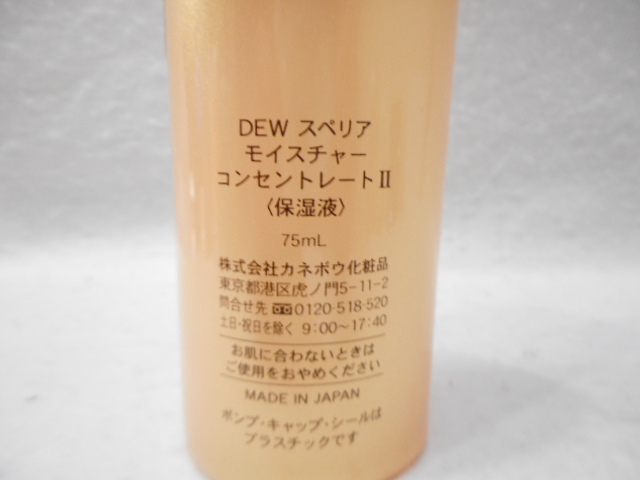 DEW スペリア
モイスチャー
コンセントレートⅡ
〈保湿液〉
75mL
株式会社カネボウ化粧品
東京都港区虎ノ門5-11-2
問合せ先 0120-518-520
土日・祝日を除く 9:00〜17:40
お肌に合わないときは
ご使用をおやめください
MADE IN JAPAN
ポンプ・キャップ・シールは
プラスチックです